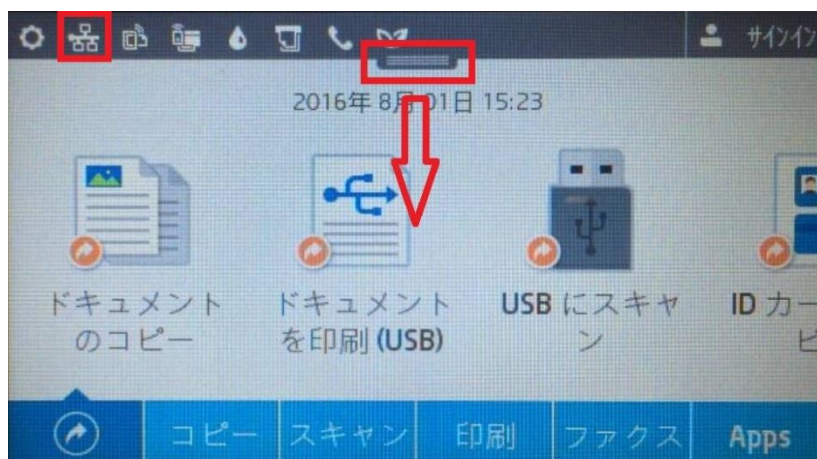 サインイン
2016年 8月 01日 15:23
ドキュメント
のコピー
ドキュメント
を印刷 (USB)
USB にスキャ
ン
ID カー
ピ
コピー
スキャン
印刷
ファクス
Apps